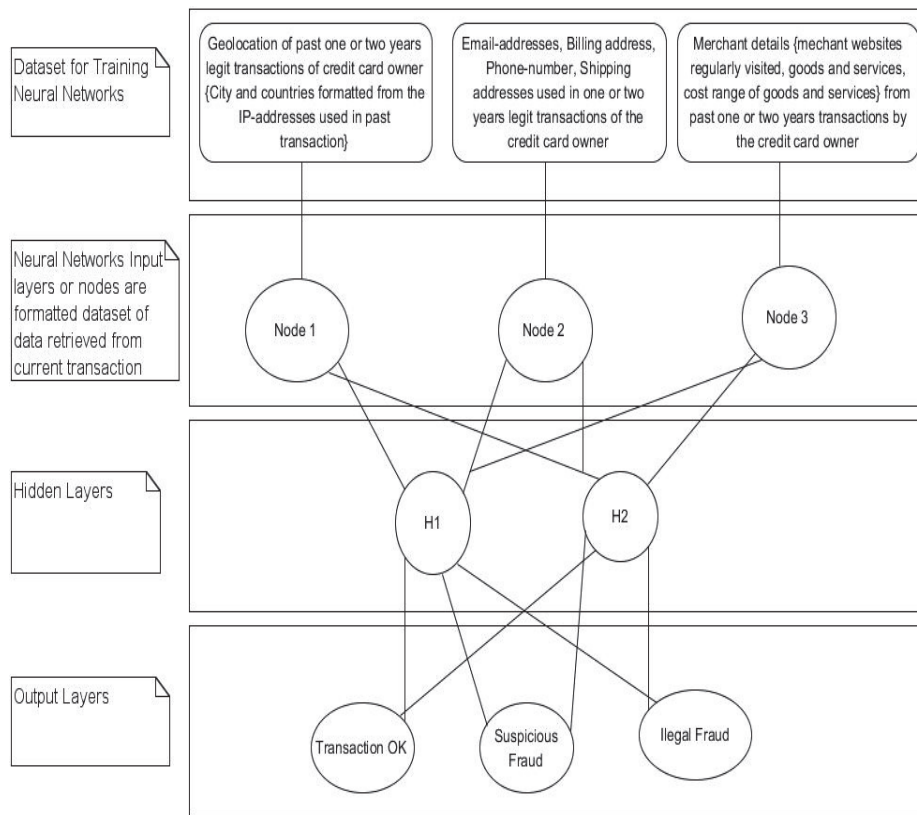 Dataset for Training
Neural Networks
Geolocation of past one or two years
legit transactions of credit card owner
{City and countries formatted from the
IP-addresses used in past
transaction}
Email-addresses, Billing address,
Phone-number, Shipping
addresses used in one or two
years legit transactions of the
credit card owner
Merchant details {mechant websites
regularly visited, goods and services,
cost range of goods and services} from
past one or two years transactions by
the credit card owner
Neural Networks Input
layers or nodes are
formatted dataset of
data retrieved from
current transaction
Node 1
Node 2
Node 3
Hidden Layers
H1
H2
Output Layers
Transaction OK
Suspicious
Fraud
Ilegal Fraud